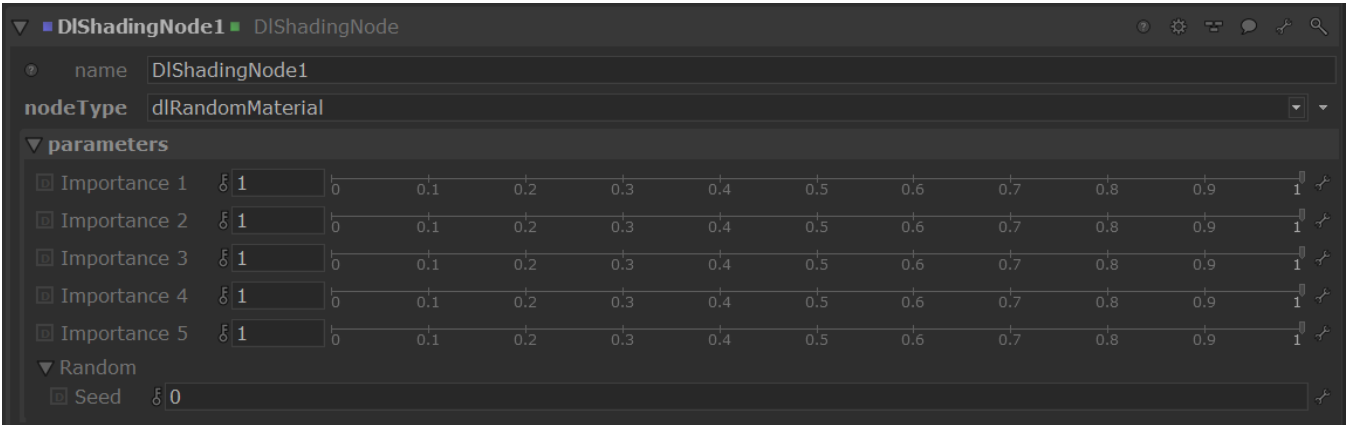 DlShadingNode1 DlShadingNode
name DlShadingNode1
nodeType dlRandomMaterial
parameters
D Importance 1 1 0 0.1 0.2 0.3 0.4 0.5 0.6 0.7 0.8 0.9 1
D Importance 2 1 0 0.1 0.2 0.3 0.4 0.5 0.6 0.7 0.8 0.9 1
D Importance 3 1 0 0.1 0.2 0.3 0.4 0.5 0.6 0.7 0.8 0.9 1
D Importance 4 1 0 0.1 0.2 0.3 0.4 0.5 0.6 0.7 0.8 0.9 1
D Importance 5 1 0 0.1 0.2 0.3 0.4 0.5 0.6 0.7 0.8 0.9 1
Random
D Seed 0